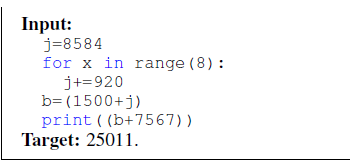 Input:
j=8584
for x in range(8):
j+=920
b=(1500+j)
print((b+7567))
Target: 25011.